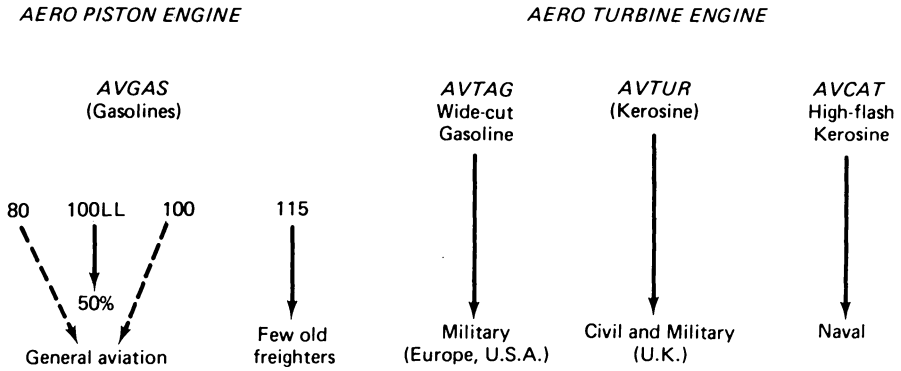 AERO PISTON ENGINE
AERO TURBINE ENGINE
AVGAS
(Gasolines)
AVTAG
Wide-cut
Gasoline
AVTUR
(Kerosine)
AVCAT
High-flash
Kerosine
80
100LL
100
115
50%
General aviation
Few old
freighters
Military
(Europe, U.S.A.)
Civil and Military
(U.K.)
Naval